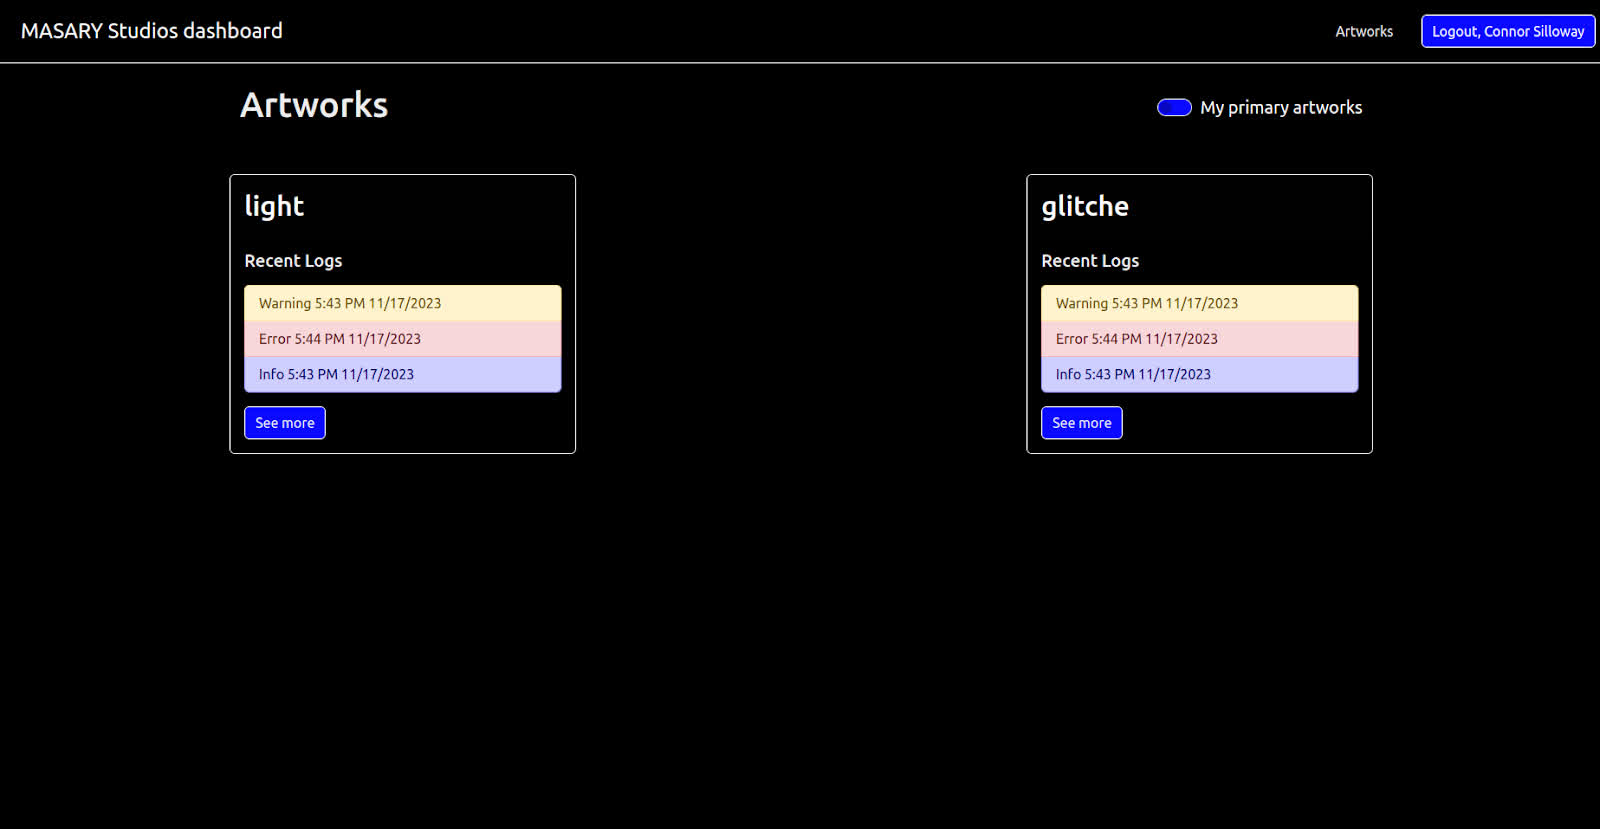 MASARY Studios dashboard
Artworks
Logout, Connor Silloway
Artworks
My primary artworks
light
Recent Logs
Warning 5:43 PM 11/17/2023
Error 5:44 PM 11/17/2023
Info 5:43 PM 11/17/2023
See more
glitche
Recent Logs
Warning 5:43 PM 11/17/2023
Error 5:44 PM 11/17/2023
Info 5:43 PM 11/17/2023
See more